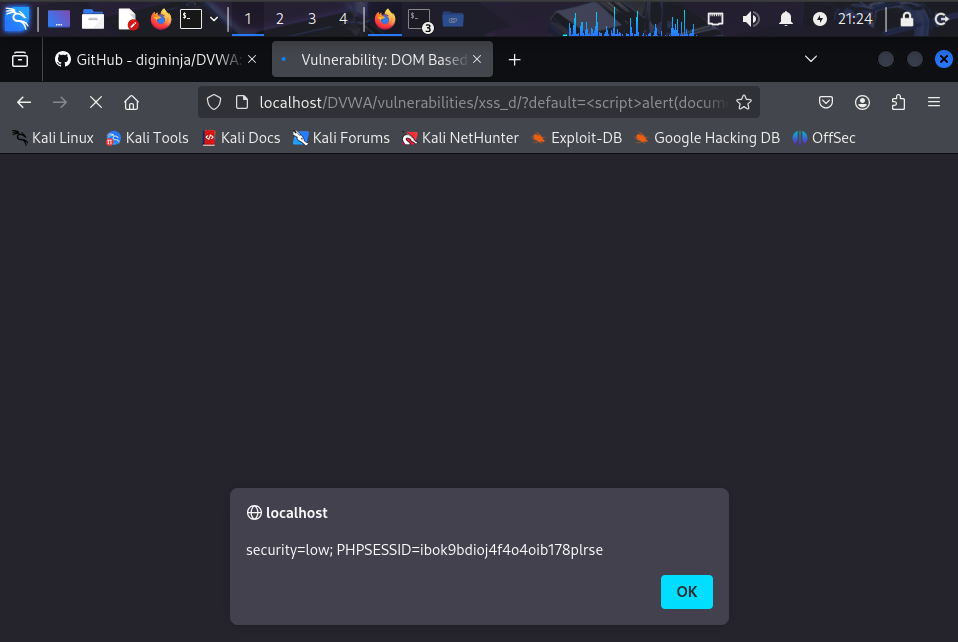 1 2 3 4 3 21:24
GitHub - digininja/DVWA: Vulnerability: DOM Based
localhost/DVWA/vulnerabilities/xss_d/?default=<script>alert(docum
Kali Linux Kali Tools Kali Docs Kali Forums Kali NetHunter Exploit-DB Google Hacking DB OffSec
localhost
security=low; PHPSESSID=ibok9bdioj4f4o4oib178plrse
OK